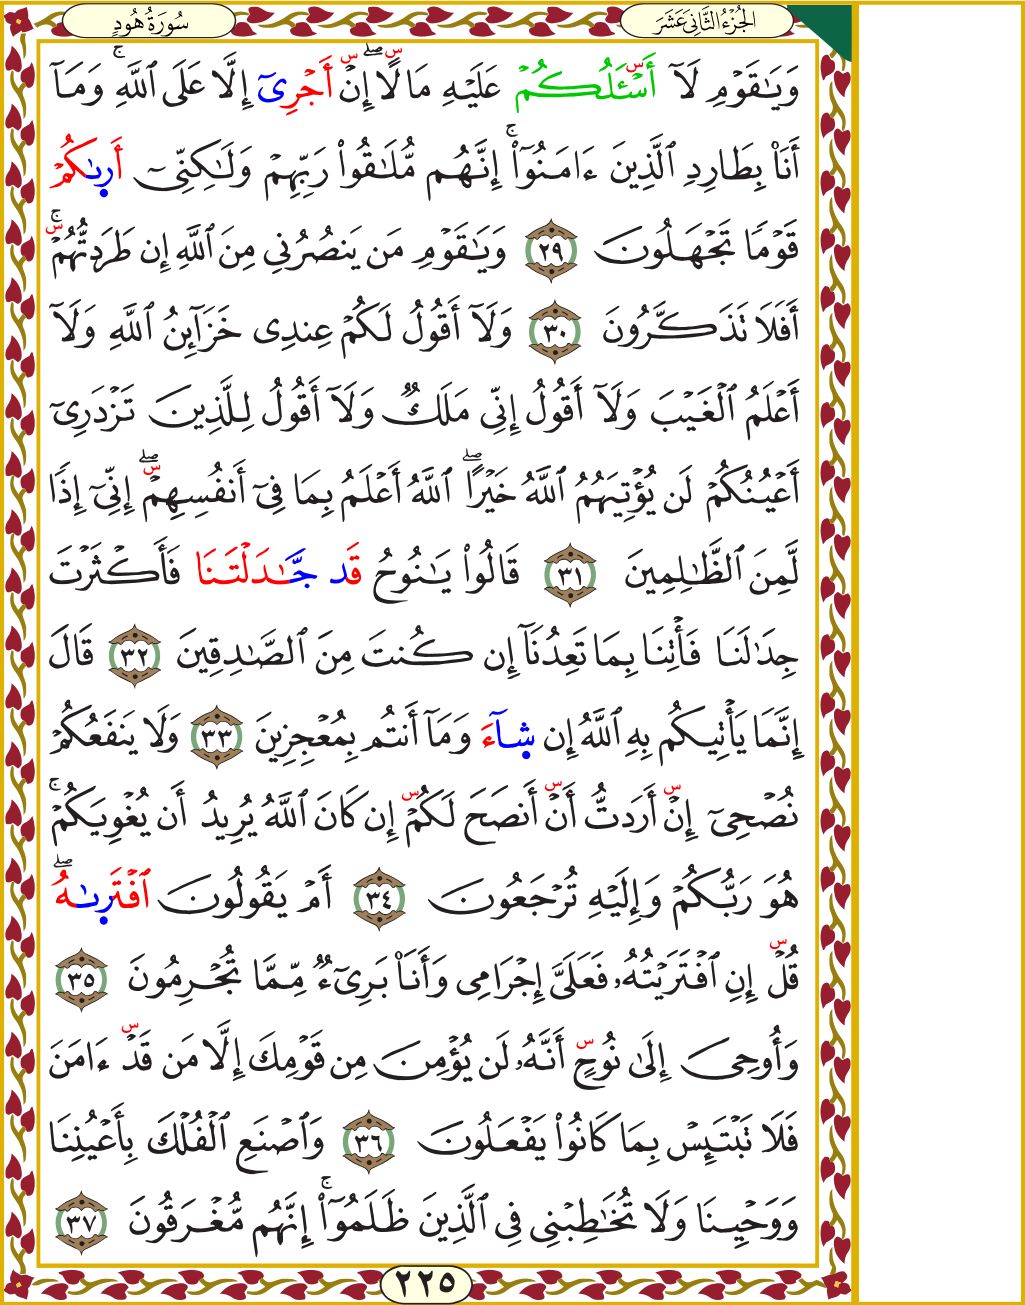 الجُزْءُ الثَّانِي عَشَرَ
سُورَةُ هُودٍ
وَيَٰقَوْمِ لَآ أَسْـَٔلُكُمْ عَلَيْهِ مَالًاۖ إِنْ أَجْرِىَ إِلَّا عَلَى ٱللَّهِۚ وَمَآ
أَنَا۠ بِطَارِدِ ٱلَّذِينَ ءَامَنُوٓا۟ۚ إِنَّهُم مُّلَٰقُوا۟ رَبِّهِمْ وَلَٰكِنِّىٓ أَرِىٰكُمْ
قَوْمًا تَجْهَلُونَ ٢٩ وَيَٰقَوْمِ مَن يَنصُرُنِى مِنَ ٱللَّهِ إِن طَرَدتُّهُمْۚ
أَفَلَا تَذَكَّرُونَ ٣٠ وَلَآ أَقُولُ لَكُمْ عِندِى خَزَآئِنُ ٱللَّهِ وَلَآ
أَعْلَمُ ٱلْغَيْبَ وَلَآ أَقُولُ إِنِّى مَلَكٌ وَلَآ أَقُولُ لِلَّذِينَ تَزْدَرِىٓ
أَعْيُنُكُمْ لَن يُؤْتِيَهُمُ ٱللَّهُ خَيْرًاۖ ٱللَّهُ أَعْلَمُ بِمَا فِىٓ أَنفُسِهِمْۖ إِنِّىٓ إِذًا
لَّمِنَ ٱلظَّٰلِمِينَ ٣١ قَالُوا۟ يَٰنُوحُ قَد جَّٰدَلْتَنَا فَأَكْثَرْتَ
جِدَٰلَنَا فَأْتِنَا بِمَا تَعِدُنَآ إِن كُنتَ مِنَ ٱلصَّٰدِقِينَ ٣٢ قَالَ
إِنَّمَا يَأْتِيكُم بِهِ ٱللَّهُ إِن شَآءَ وَمَآ أَنتُم بِمُعْجِزِينَ ٣٣ وَلَا يَنفَعُكُمْ
نُصْحِىٓ إِنْ أَرَدتُّ أَنْ أَنصَحَ لَكُمْ إِن كَانَ ٱللَّهُ يُرِيدُ أَن يُغْوِيَكُمْۚ
هُوَ رَبُّكُمْ وَإِلَيْهِ تُرْجَعُونَ ٣٤ أَمْ يَقُولُونَ ٱفْتَرِىٰهُۖ
قُلْ إِنِ ٱفْتَرَيْتُهُۥ فَعَلَىَّ إِجْرَامِى وَأَنَا۠ بَرِىٓءٌ مِّمَّا تُجْرِمُونَ ٣٥
وَأُوحِىَ إِلَىٰ نُوحٍ أَنَّهُۥ لَن يُؤْمِنَ مِن قَوْمِكَ إِلَّا مَن قَدْ ءَامَنَ
فَلَا تَبْتَئِسْ بِمَا كَانُوا۟ يَفْعَلُونَ ٣٦ وَٱصْنَعِ ٱلْفُلْكَ بِأَعْيُنِنَا
وَوَحْيِنَا وَلَا تُخَٰطِبْنِى فِى ٱلَّذِينَ ظَلَمُوٓا۟ۚ إِنَّهُم مُّغْرَقُونَ ٣٧
٢٢٥